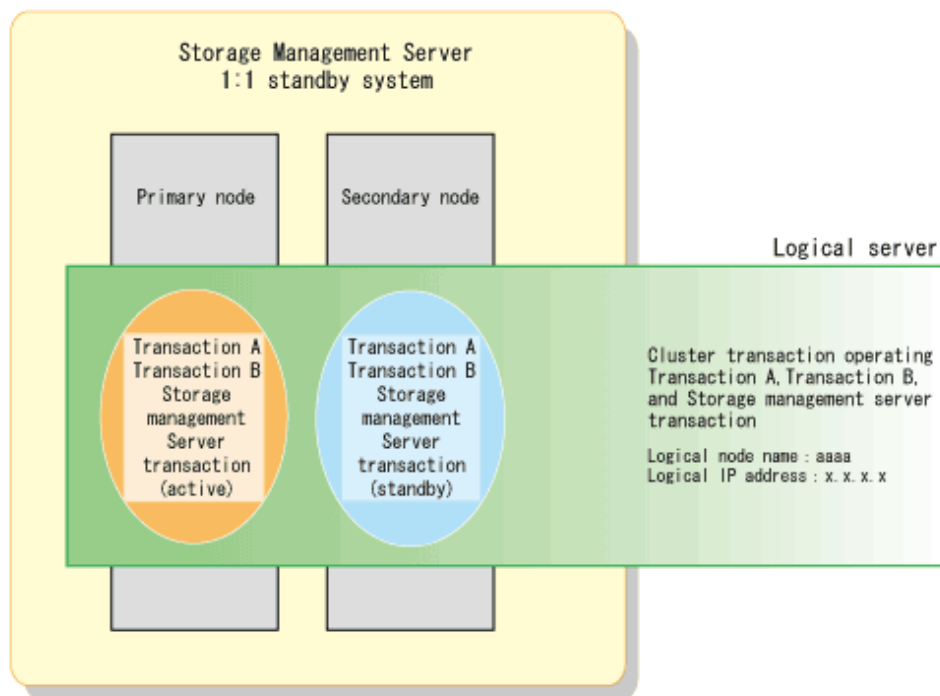 Storage Management Server
1:1 standby system
Primary node
Secondary node
Logical server
Transaction A
Transaction B
Storage
management
Server
transaction
(active)
Transaction A
Transaction B
Storage
management
Server
transaction
(standby)
Cluster transaction operating
Transaction A, Transaction B,
and Storage management server
transaction
Logical node name : aaaa
Logical IP address : x.x.x.x